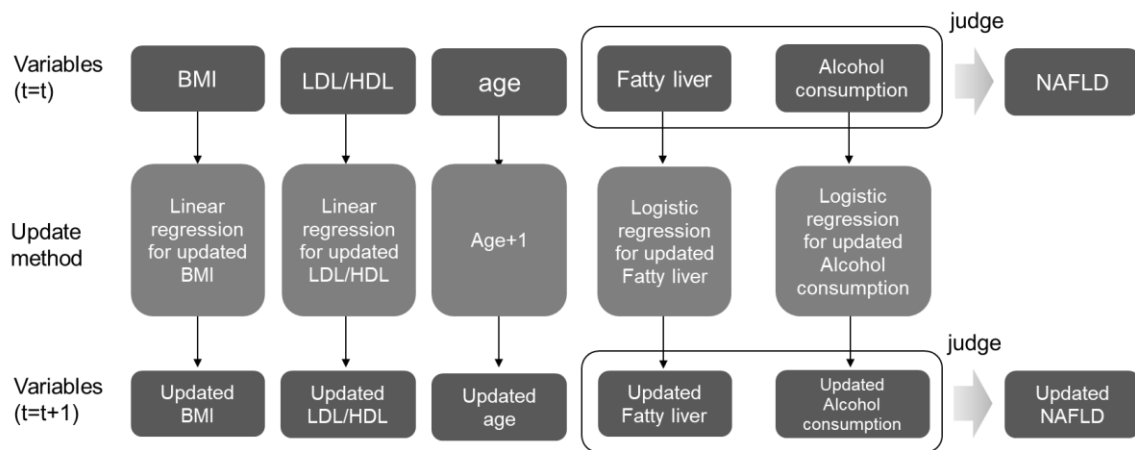 judge
Variables
(t=t)
BMI
LDL/HDL
age
Fatty liver
Alcohol
consumption
NAFLD
Update
method
Linear
regression
for updated
BMI
Linear
regression
for updated
LDL/HDL
Age+1
Logistic
regression
for updated
Fatty liver
Logistic
regression
for updated
Alcohol
consumption
judge
Variables
(t=t+1)
Updated
BMI
Updated
LDL/HDL
Updated
age
Updated
Fatty liver
Updated
Alcohol
consumption
Updated
NAFLD